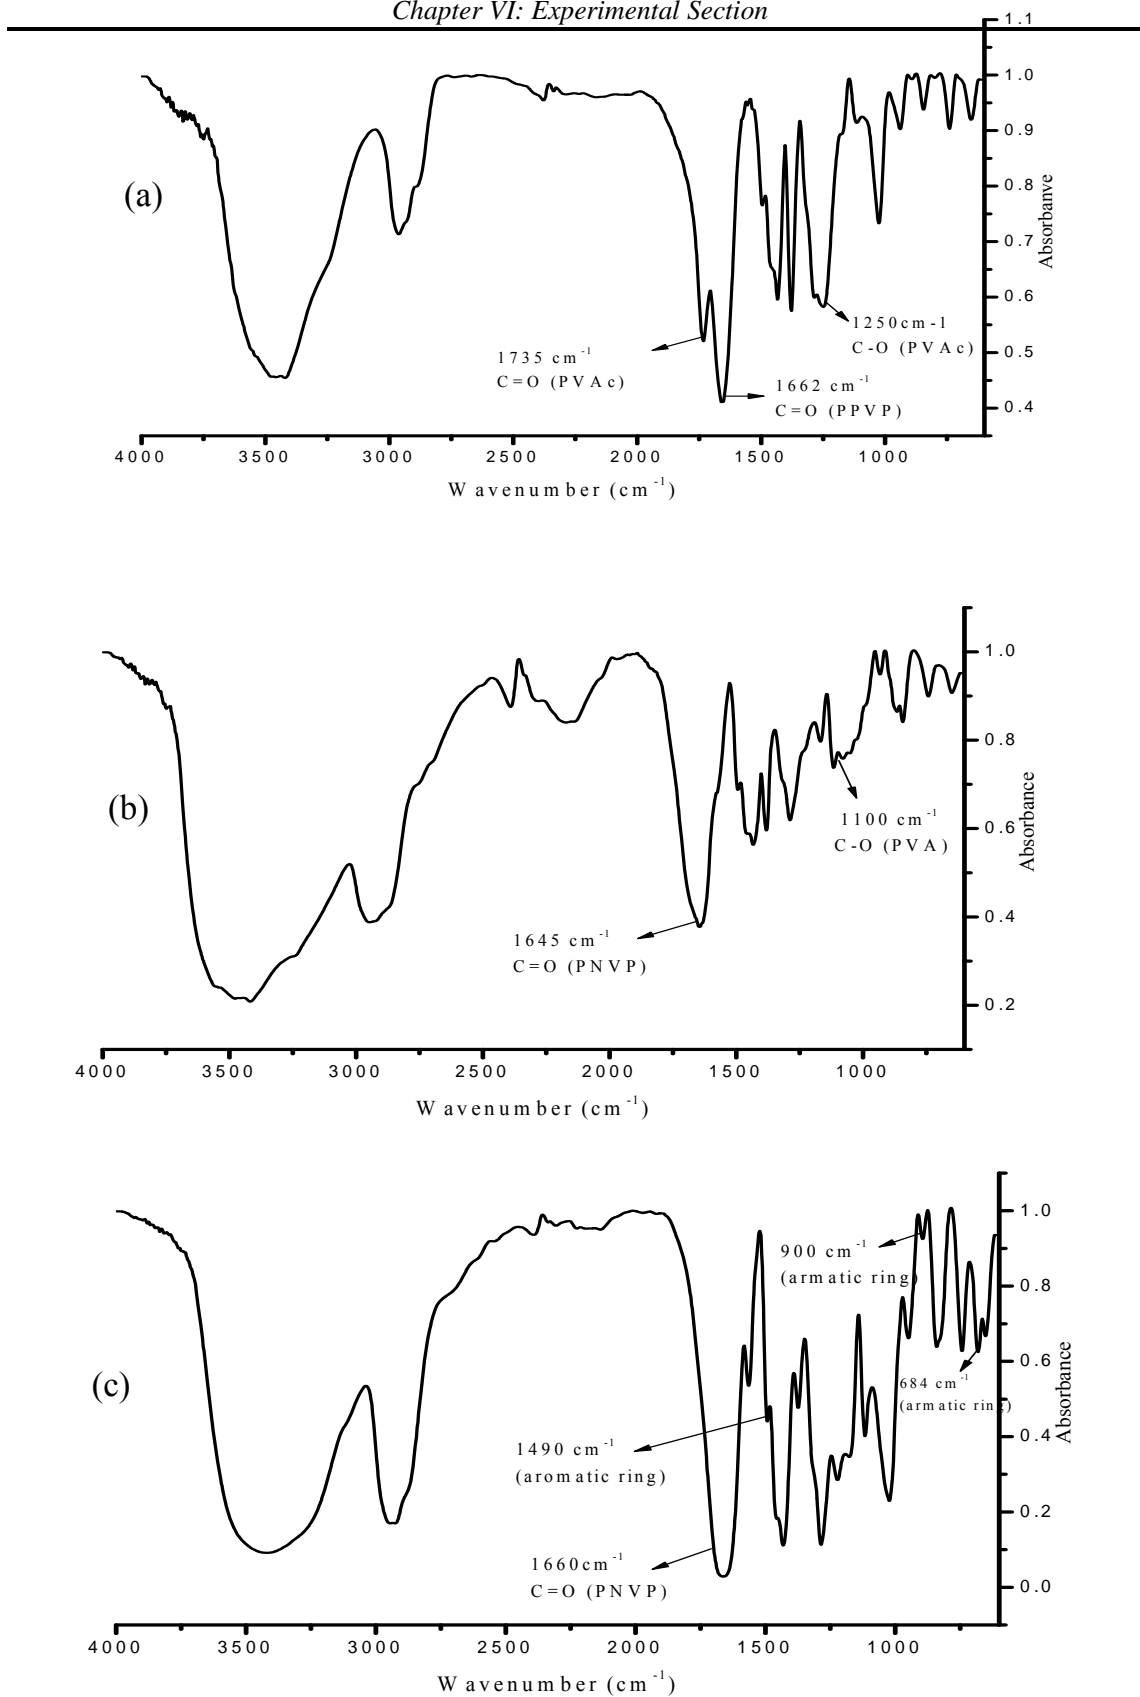 Chapter VI: Experimental Section
1.1
1.0
0.9
(a)
0.8
0.7
Absorbanve
0.6
1250cm-1
C-O (PVAc)
1735 cm-1
C=O (PVAc)
0.5
1662 cm-1
C=O (PPVP)
0.4
4000 3500 3000 2500 2000 1500 1000
Wavenumber (cm-1)
1.0
0.8
(b)
1100 cm-1
C-O (PVA)
0.6
Absorbance
0.4
1645 cm-1
C=O (PNVP)
0.2
4000 3500 3000 2500 2000 1500 1000
Wavenumber (cm-1)
1.0
900 cm-1
(armatic ring)
0.8
0.6
(c)
684 cm-1
(armatic ring)
Absorbance
0.4
1490 cm-1
(aromatic ring)
0.2
1660cm-1
C=O (PNVP)
0.0
4000 3500 3000 2500 2000 1500 1000
Wavenumber (cm-1)